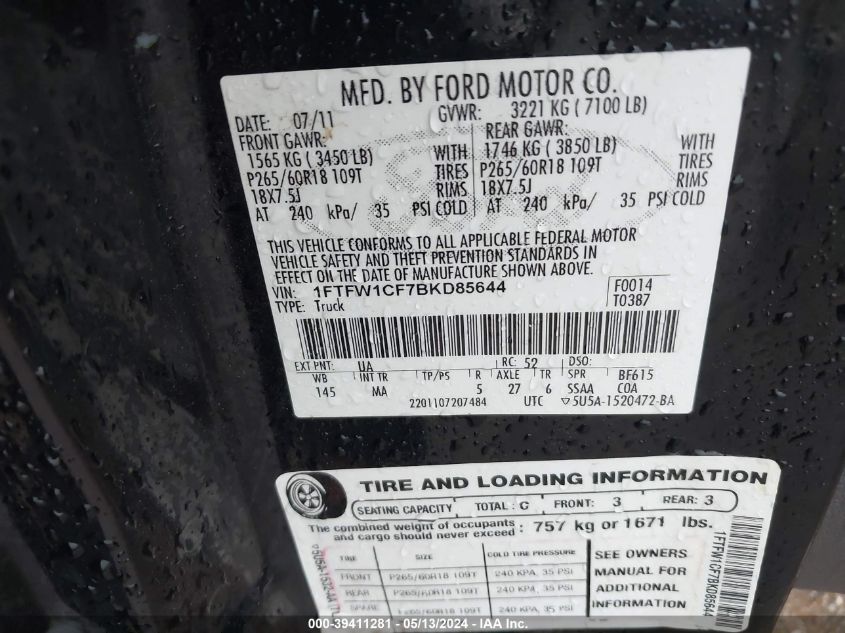 MFD. BY FORD MOTOR CO.
DATE: 07/11 GVWR: 3221 KG ( 7100 LB)
FRONT GAWR: REAR GAWR:
1565 KG ( 3450 LB) WITH 1746 KG ( 3850 LB) WITH
P265/60R18 109T TIRES P265/60R18 109T TIRES
18X7.5J RIMS 18X7.5J RIMS
AT 240 kPa/ 35 PSI COLD AT 240 kPa/ 35 PSI COLD
THIS VEHICLE CONFORMS TO ALL APPLICABLE FEDERAL MOTOR
VEHICLE SAFETY AND THEFT PREVENTION STANDARDS IN
EFFECT ON THE DATE OF MANUFACTURE SHOWN ABOVE.
VIN: 1FTFW1CF7BKD85644 F0014
TYPE: Truck T0387
EXT PNT: UA RC: 52 DSO:
WB INT TR TP/PS R AXLE TR SPR BF615
145 MA 5 27 6 SSAA COA
2201107207484 UTC ▽5U5A-1520472-BA
TIRE AND LOADING INFORMATION
SEATING CAPACITY TOTAL : FRONT: 3 REAR: 3
The combined weight of occupants
and cargo should never exceed : 757 kg or 1671 lbs.
TIRE SIZE COLD TIRE PRESSURE SEE OWNERS
FRONT P265/60R18 109T 240 KPA, 35 PSI MANUAL FOR
REAR P265/60R18 109T 240 KPA, 35 PSI ADDITIONAL
SPARE P265/60R18 109T 240 KPA, 35 PSI INFORMATION
1FTFW1CF7BKD85644
000-39411281 - 05/13/2024 - IAAI.com